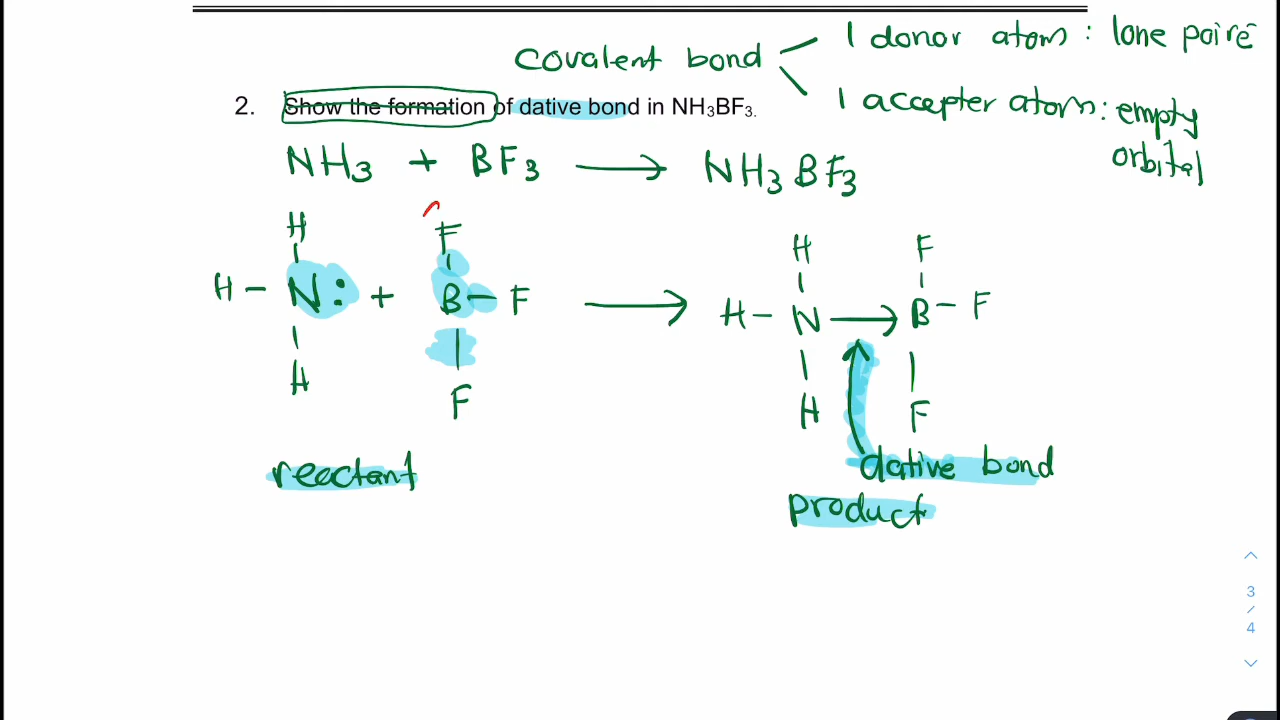 covalent bond
1 donor atom : lone paire
1 accepter atom : empty orbital
2. Show the formation of dative bond in NH3BF3.
NH3 + BF3 → NH3BF3
H F H F
H – N: + B – F → H – N → B – F
H F H F
reactant
dative bond
product
3
/
4